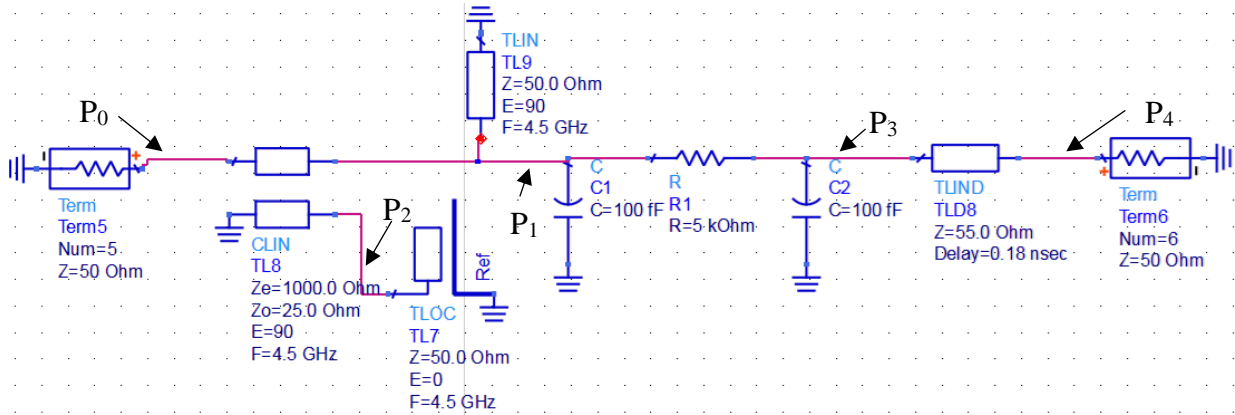 TLIN
TL9
Z=50.0 Ohm
E=90
F=4.5 GHz
P0
P3
P4
Term
Term5
Num=5
Z=50 Ohm
CLIN
TL8
Ze=1000.0 Ohm
Zo=25.0 Ohm
E=90
F=4.5 GHz
P2
TLOC
TL7
Z=50.0 Ohm
E=0
F=4.5 GHz
Ref
P1
C
C1
C=100 fF
R
R1
R=5 kOhm
C
C2
C=100 fF
TLIND
TLD8
Z=55.0 Ohm
Delay=0.18 nsec
Term
Term6
Num=6
Z=50 Ohm